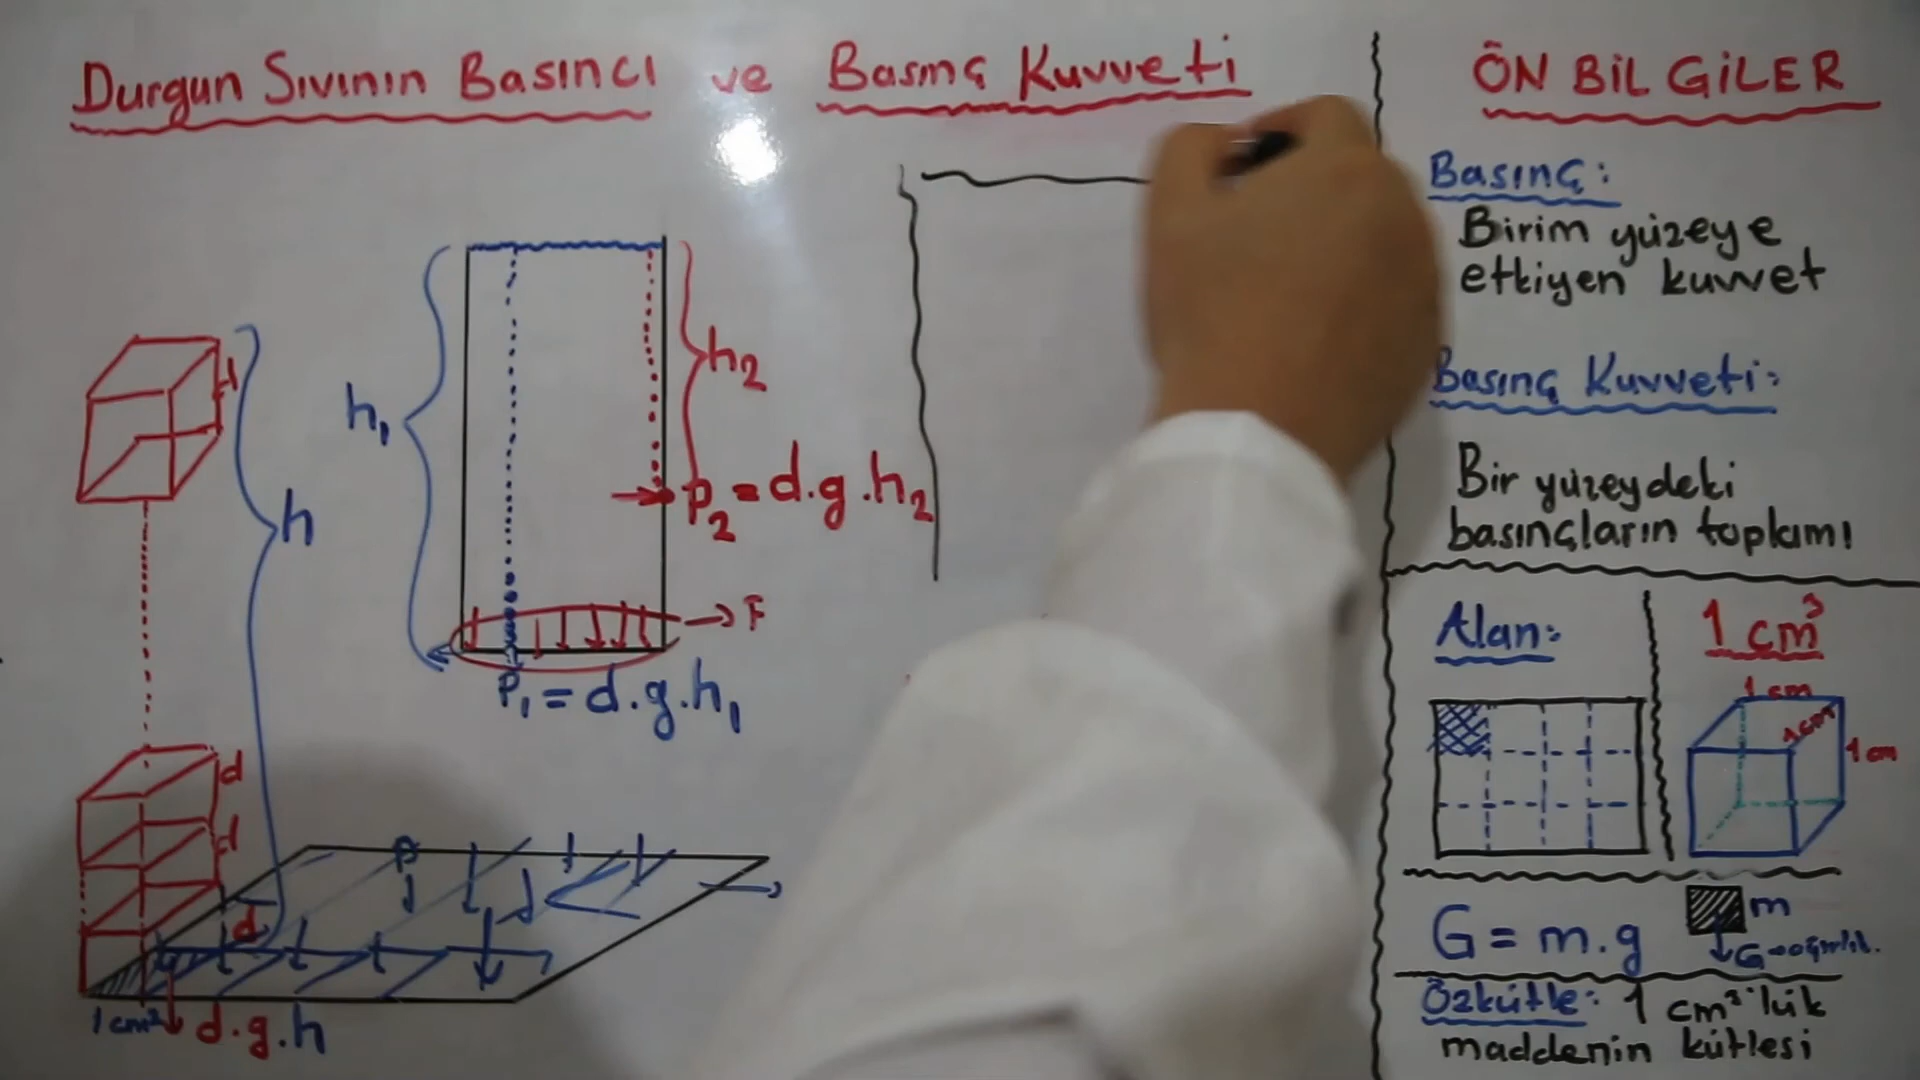 Durgun Sıvının Basıncı ve Basınç Kuvveti
h
d
d
d
d
1 cm²
d.g.h
P
h₁
h₂
P₂ = d.g.h₂
F
P₁ = d.g.h₁
ÖN BİLGİLER
Basınç:
Birim yüzeye
etkiyen kuvvet
Basınç Kuvveti:
Bir yüzeydeki
basınçların toplamı
Alan:
1 cm³
1 cm
1 cm
1 cm
G = m.g
m
G
Özkütle: 1 cm³'lük
maddenin kütlesi